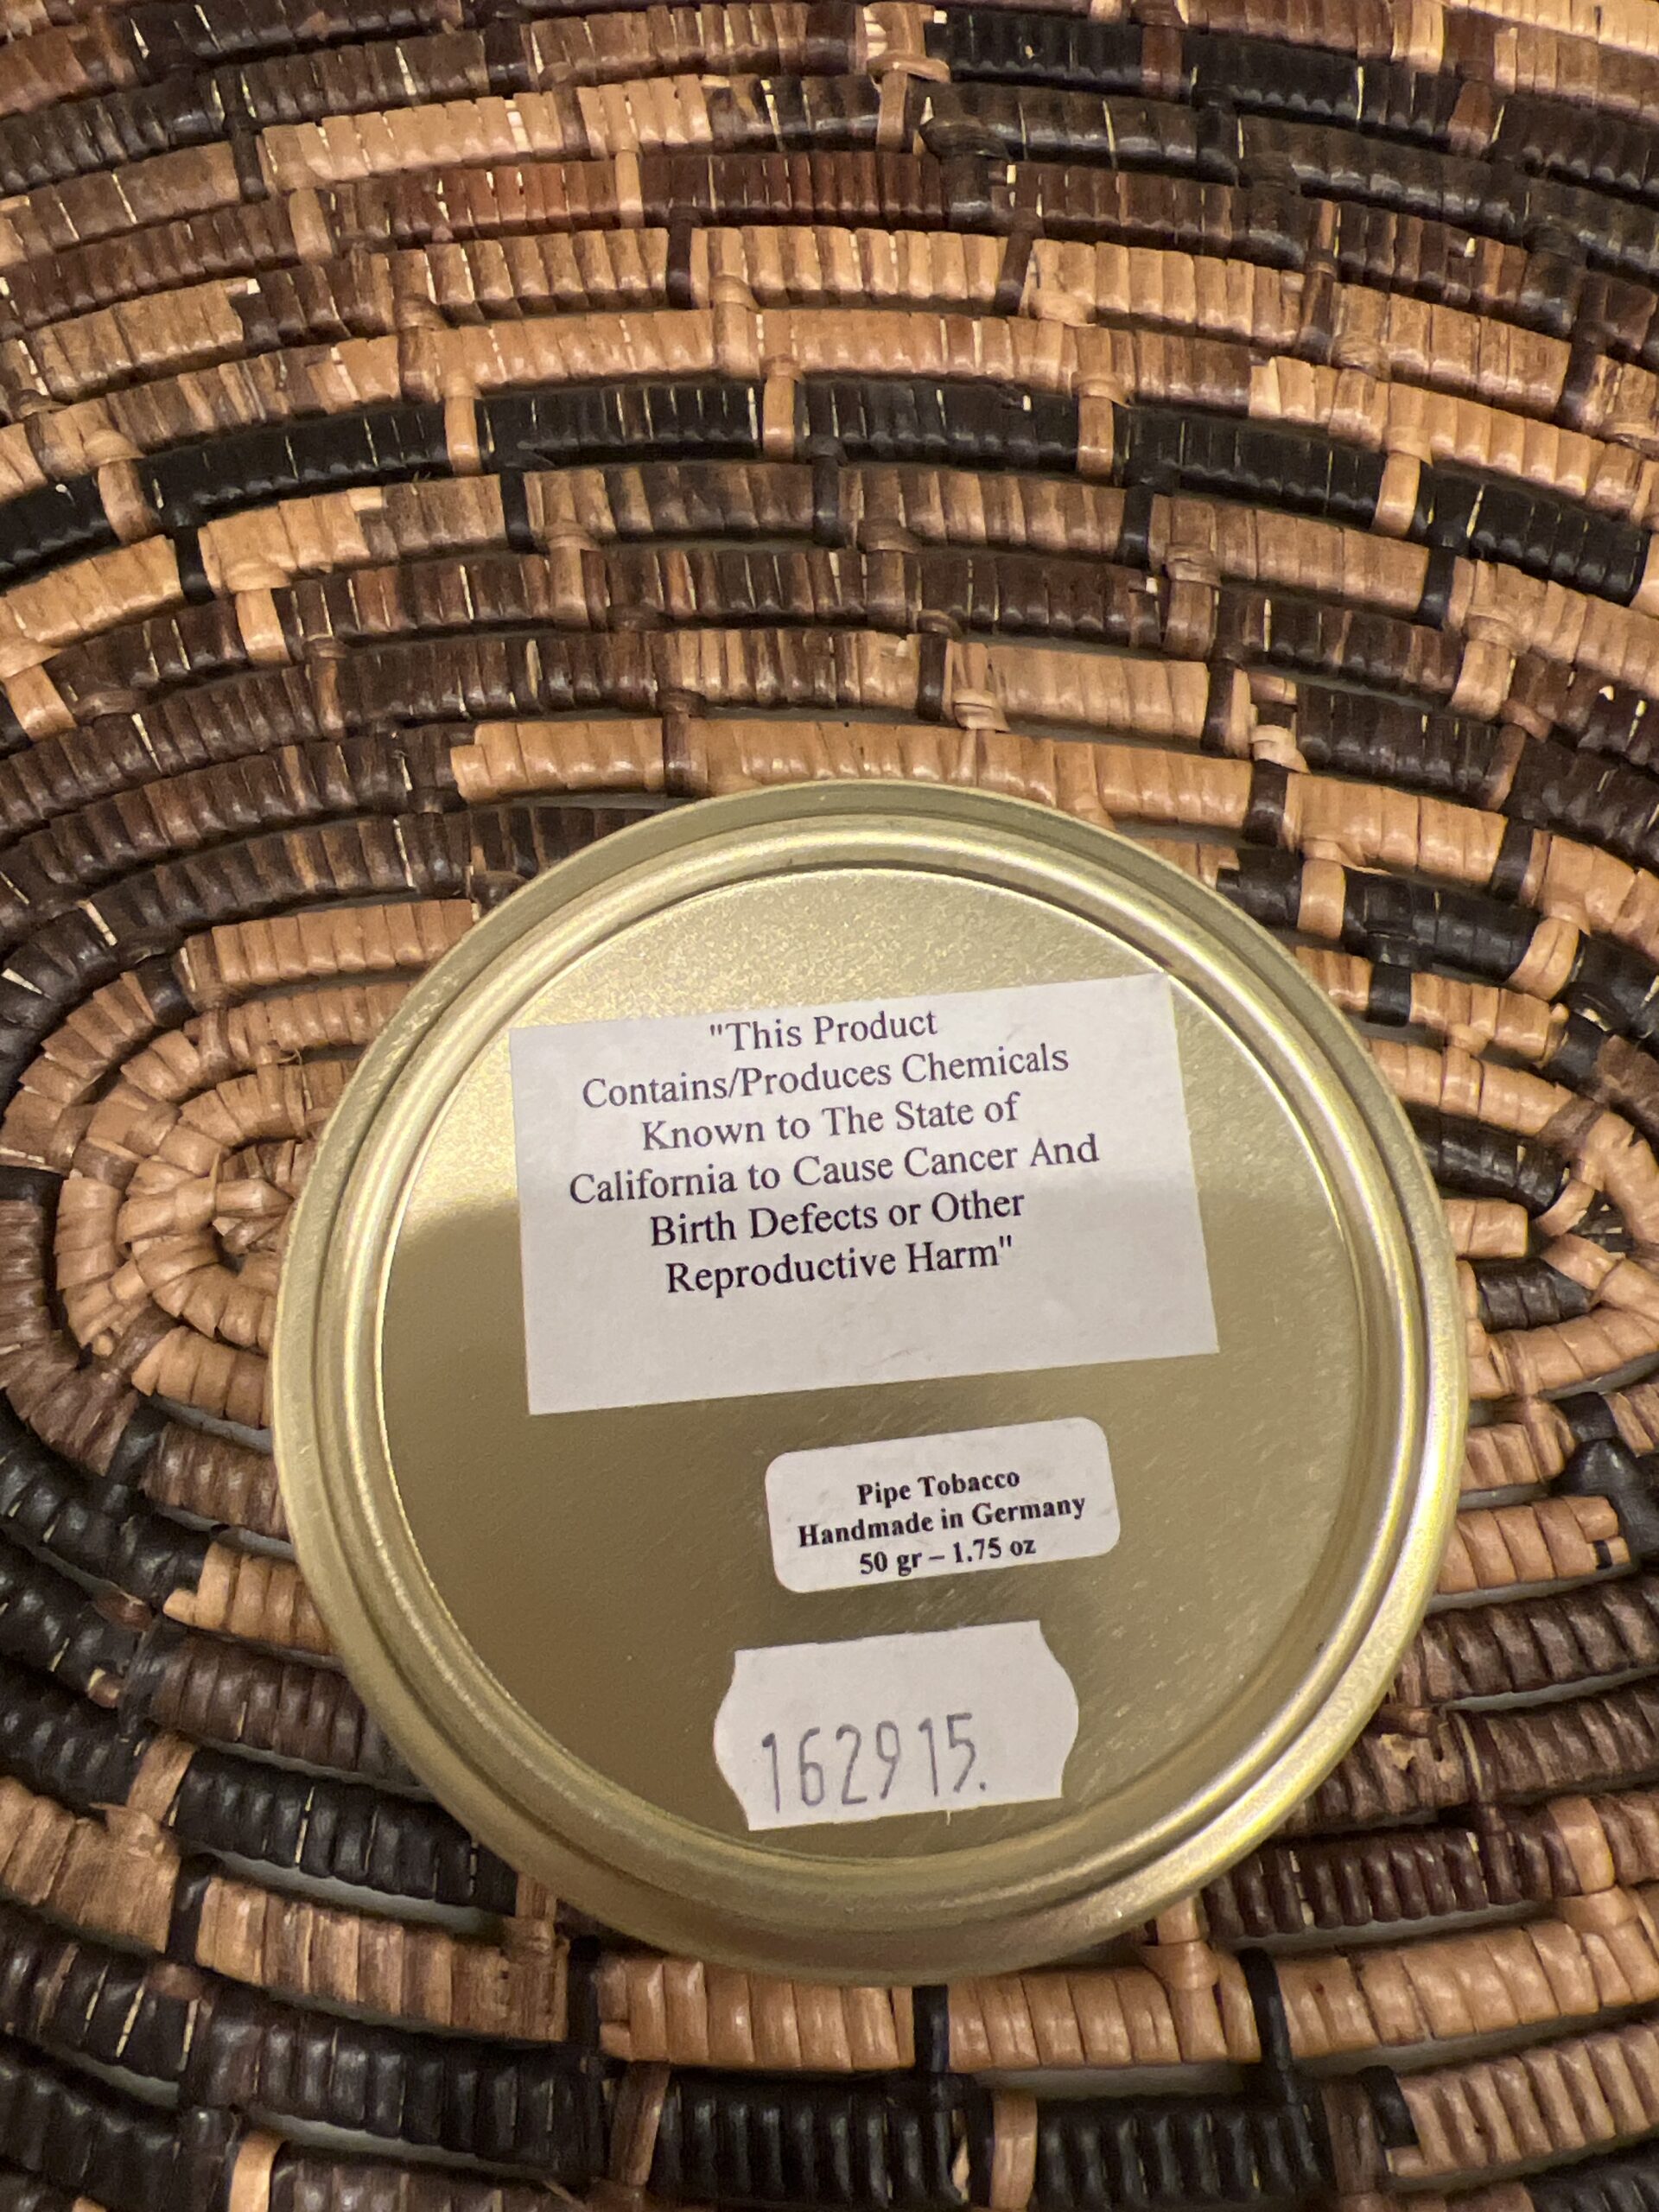 "This Product
Contains/Produces Chemicals
Known to The State of
California to Cause Cancer And
Birth Defects or Other
Reproductive Harm"
Pipe Tobacco
Handmade in Germany
50 gr – 1.75 oz
162915.